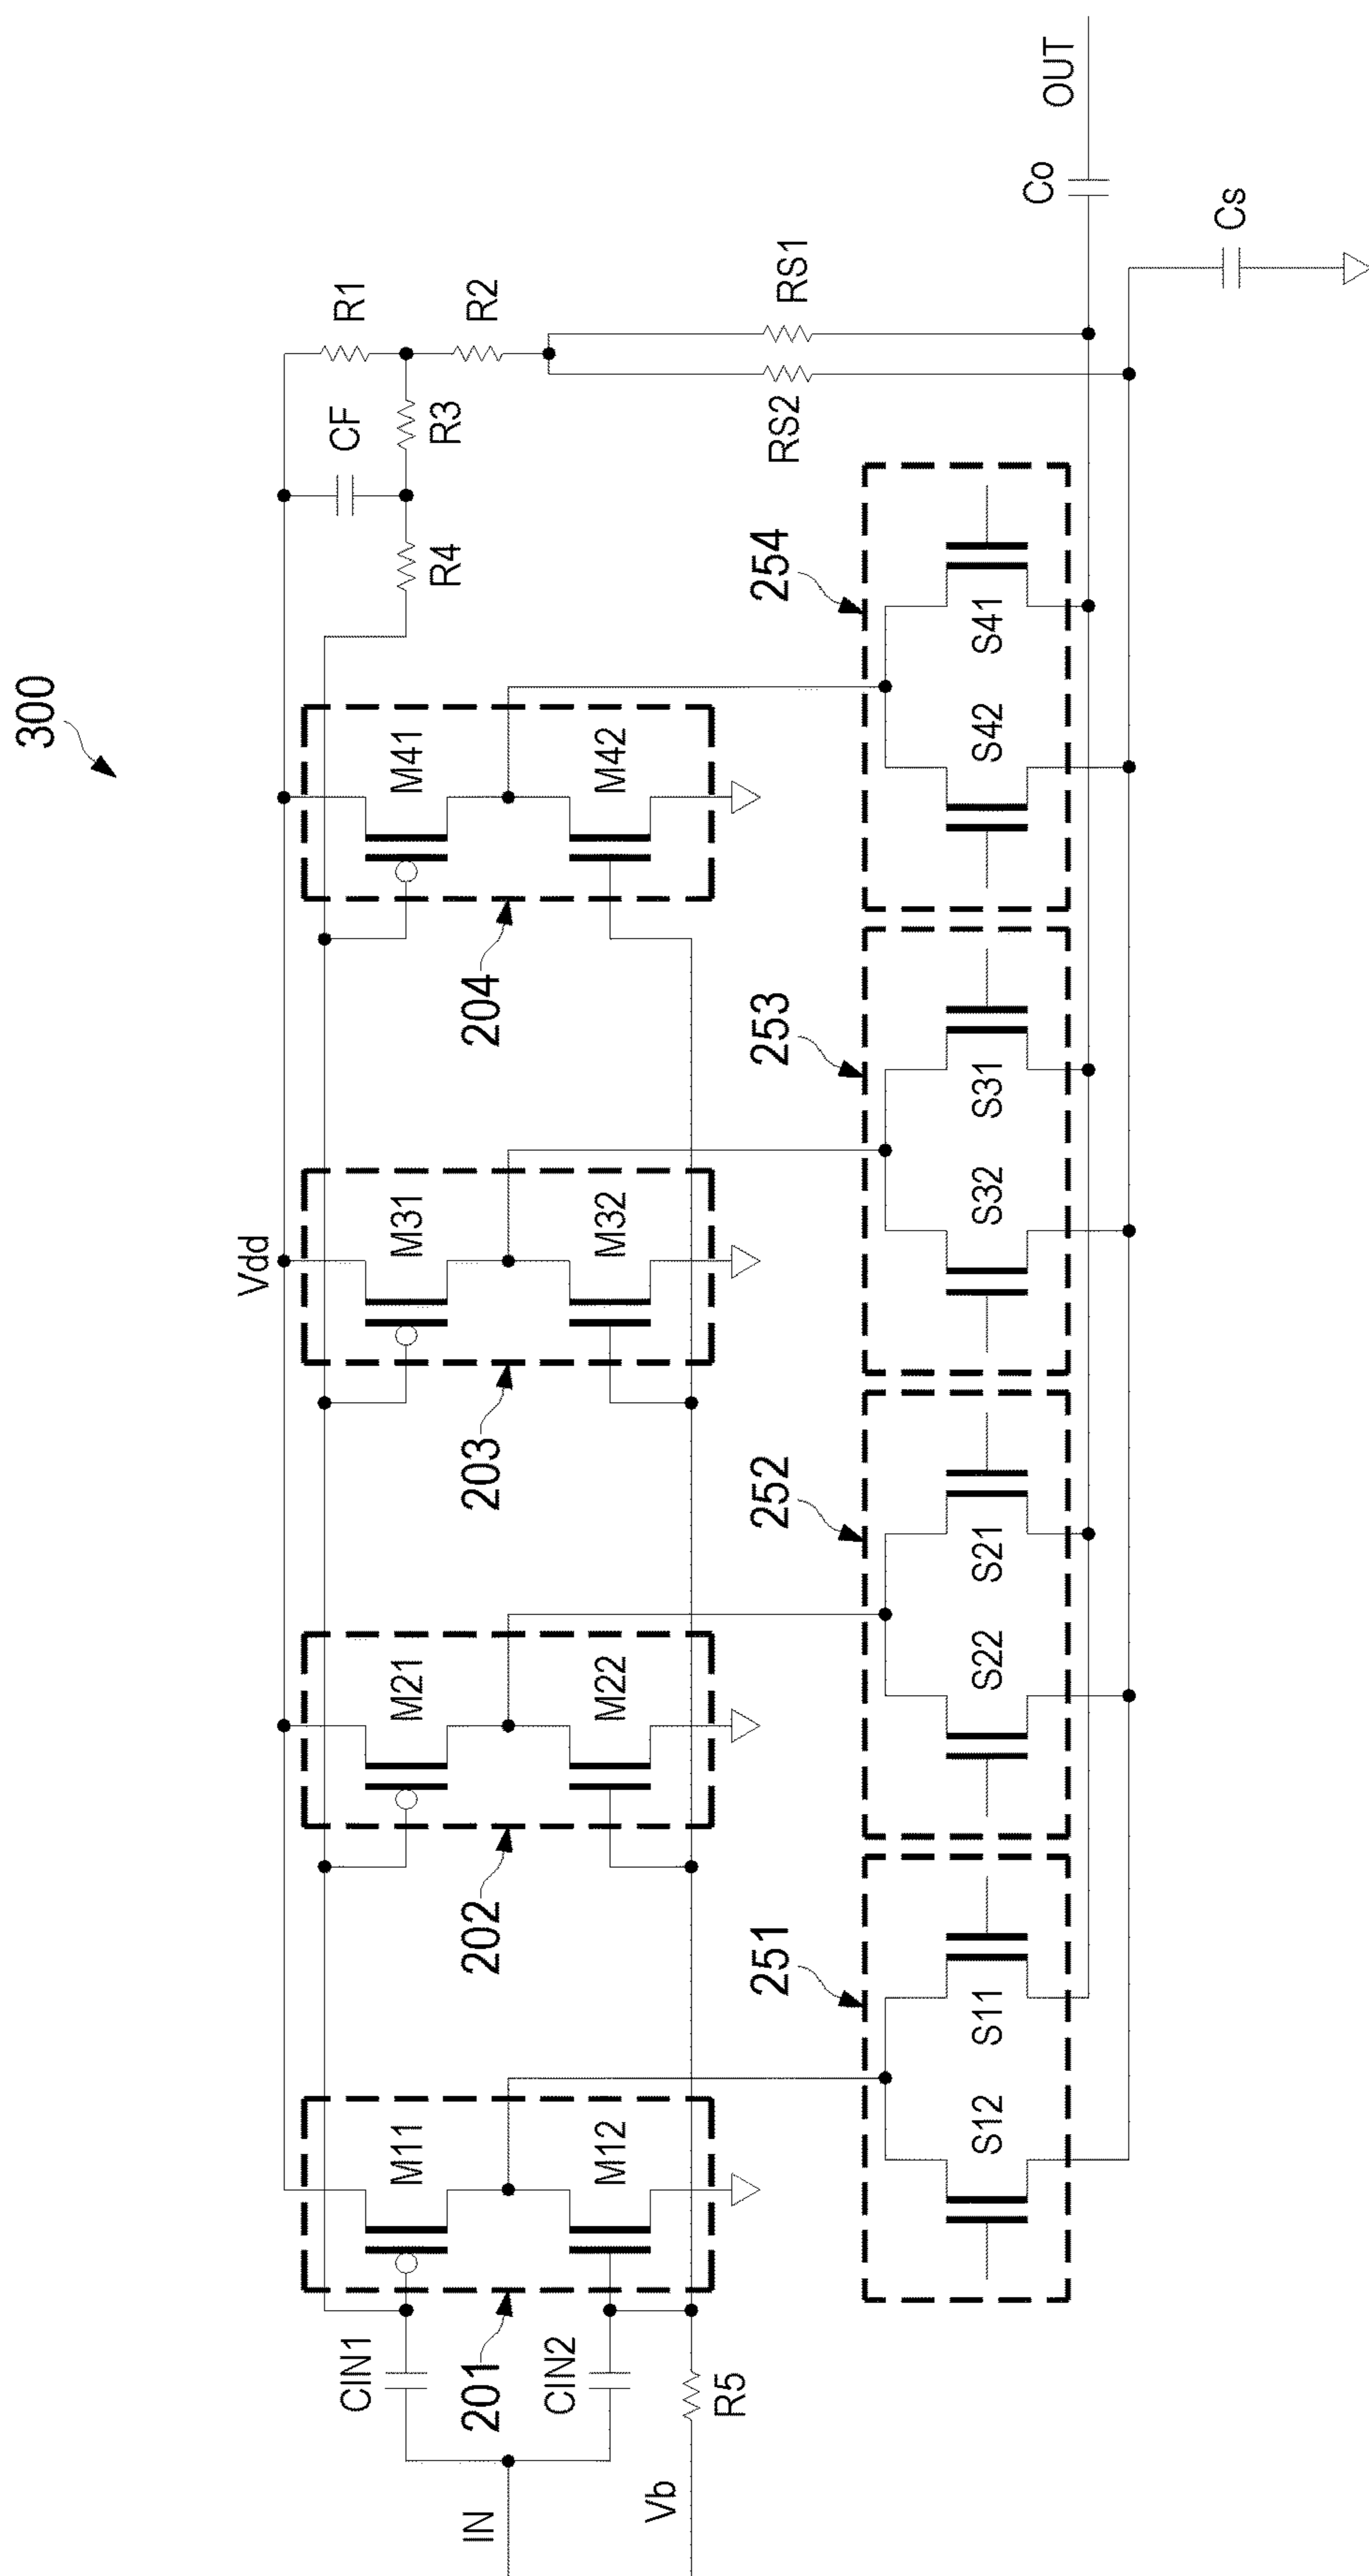 300
Vdd
R1
CF
R3
R2
R4
M11
M21
M31
M41
CIN1
201
M12
202
M22
203
M32
204
M42
IN
CIN2
Vb
R5
RS2
RS1
251
252
253
254
S12
S11
S22
S21
S32
S31
S42
S41
Co
OUT
Cs